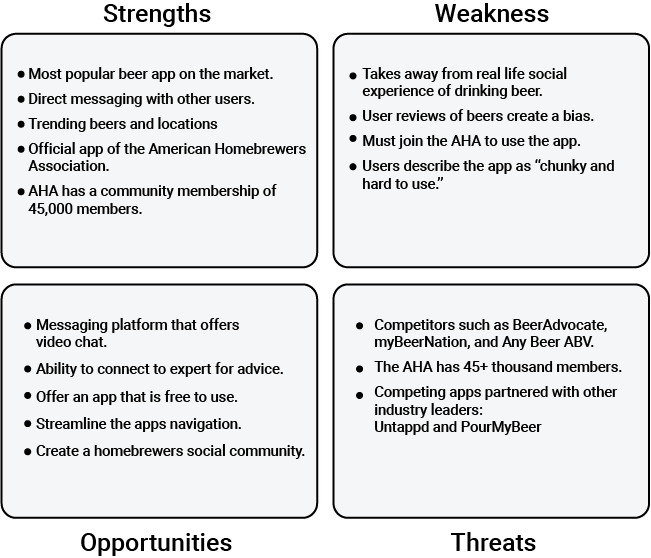 Strengths
Weakness
● Most popular beer app on the market.
● Direct messaging with other users.
● Trending beers and locations
● Official app of the American Homebrewers
Association.
● AHA has a community membership of
45,000 members.
● Takes away from real life social
experience of drinking beer.
● User reviews of beers create a bias.
● Must join the AHA to use the app.
● Users describe the app as “chunky and
hard to use.”
● Messaging platform that offers
video chat.
● Ability to connect to expert for advice.
● Offer an app that is free to use.
● Streamline the apps navigation.
● Create a homebrewers social community.
● Competitors such as BeerAdvocate,
myBeerNation, and Any Beer ABV.
● The AHA has 45+ thousand members.
● Competing apps partnered with other
industry leaders:
Untappd and PourMyBeer
Opportunities
Threats